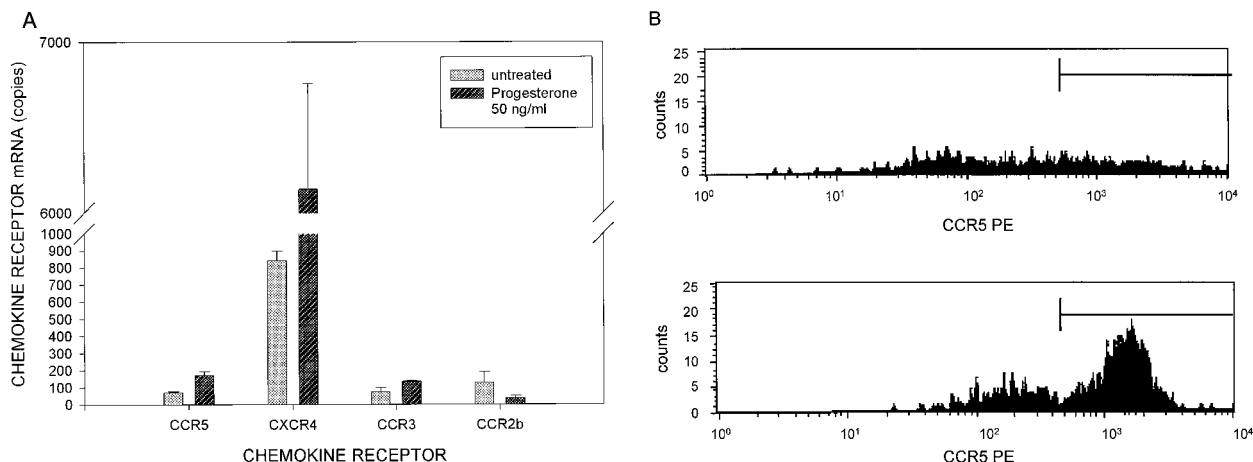 A
7000
6000
1000
900
800
700
600
500
400
300
200
100
0
CHEMOKINE RECEPTOR mRNA (copies)
untreated
Progesterone
50 ng/ml
CCR5 CXCR4 CCR3 CCR2b
CHEMOKINE RECEPTOR
B
25
20
15
10
5
0
counts
10⁰ 10¹ 10² 10³ 10⁴
CCR5 PE
25
20
15
10
5
0
counts
10⁰ 10¹ 10² 10³ 10⁴
CCR5 PE